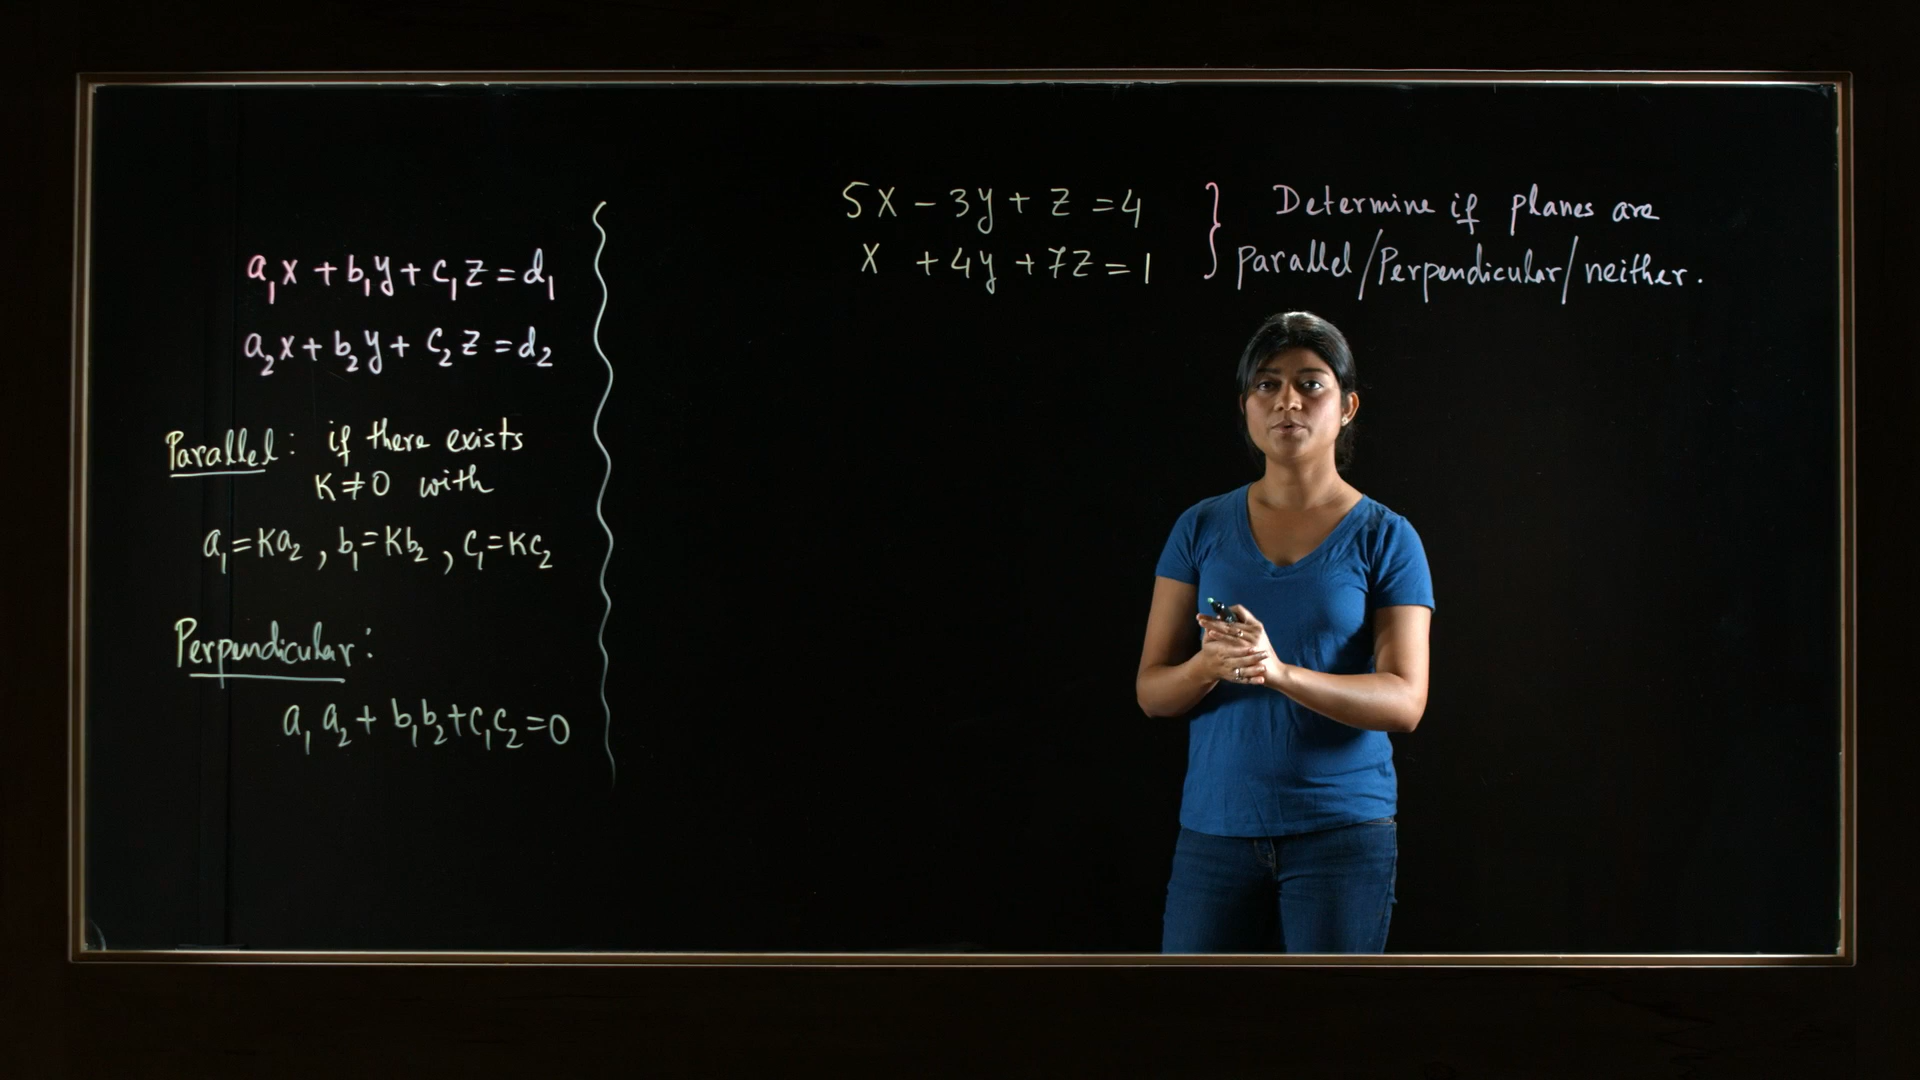 a₁x + b₁y + c₁z = d₁
a₂x + b₂y + c₂z = d₂
Parallel: if there exists
K ≠ 0 with
a₁ = Ka₂, b₁ = Kb₂, c₁ = Kc₂
Perpendicular:
a₁a₂ + b₁b₂ + c₁c₂ = 0
5x − 3y + z = 4
x + 4y + 7z = 1
Determine if planes are
parallel/Perpendicular/neither.